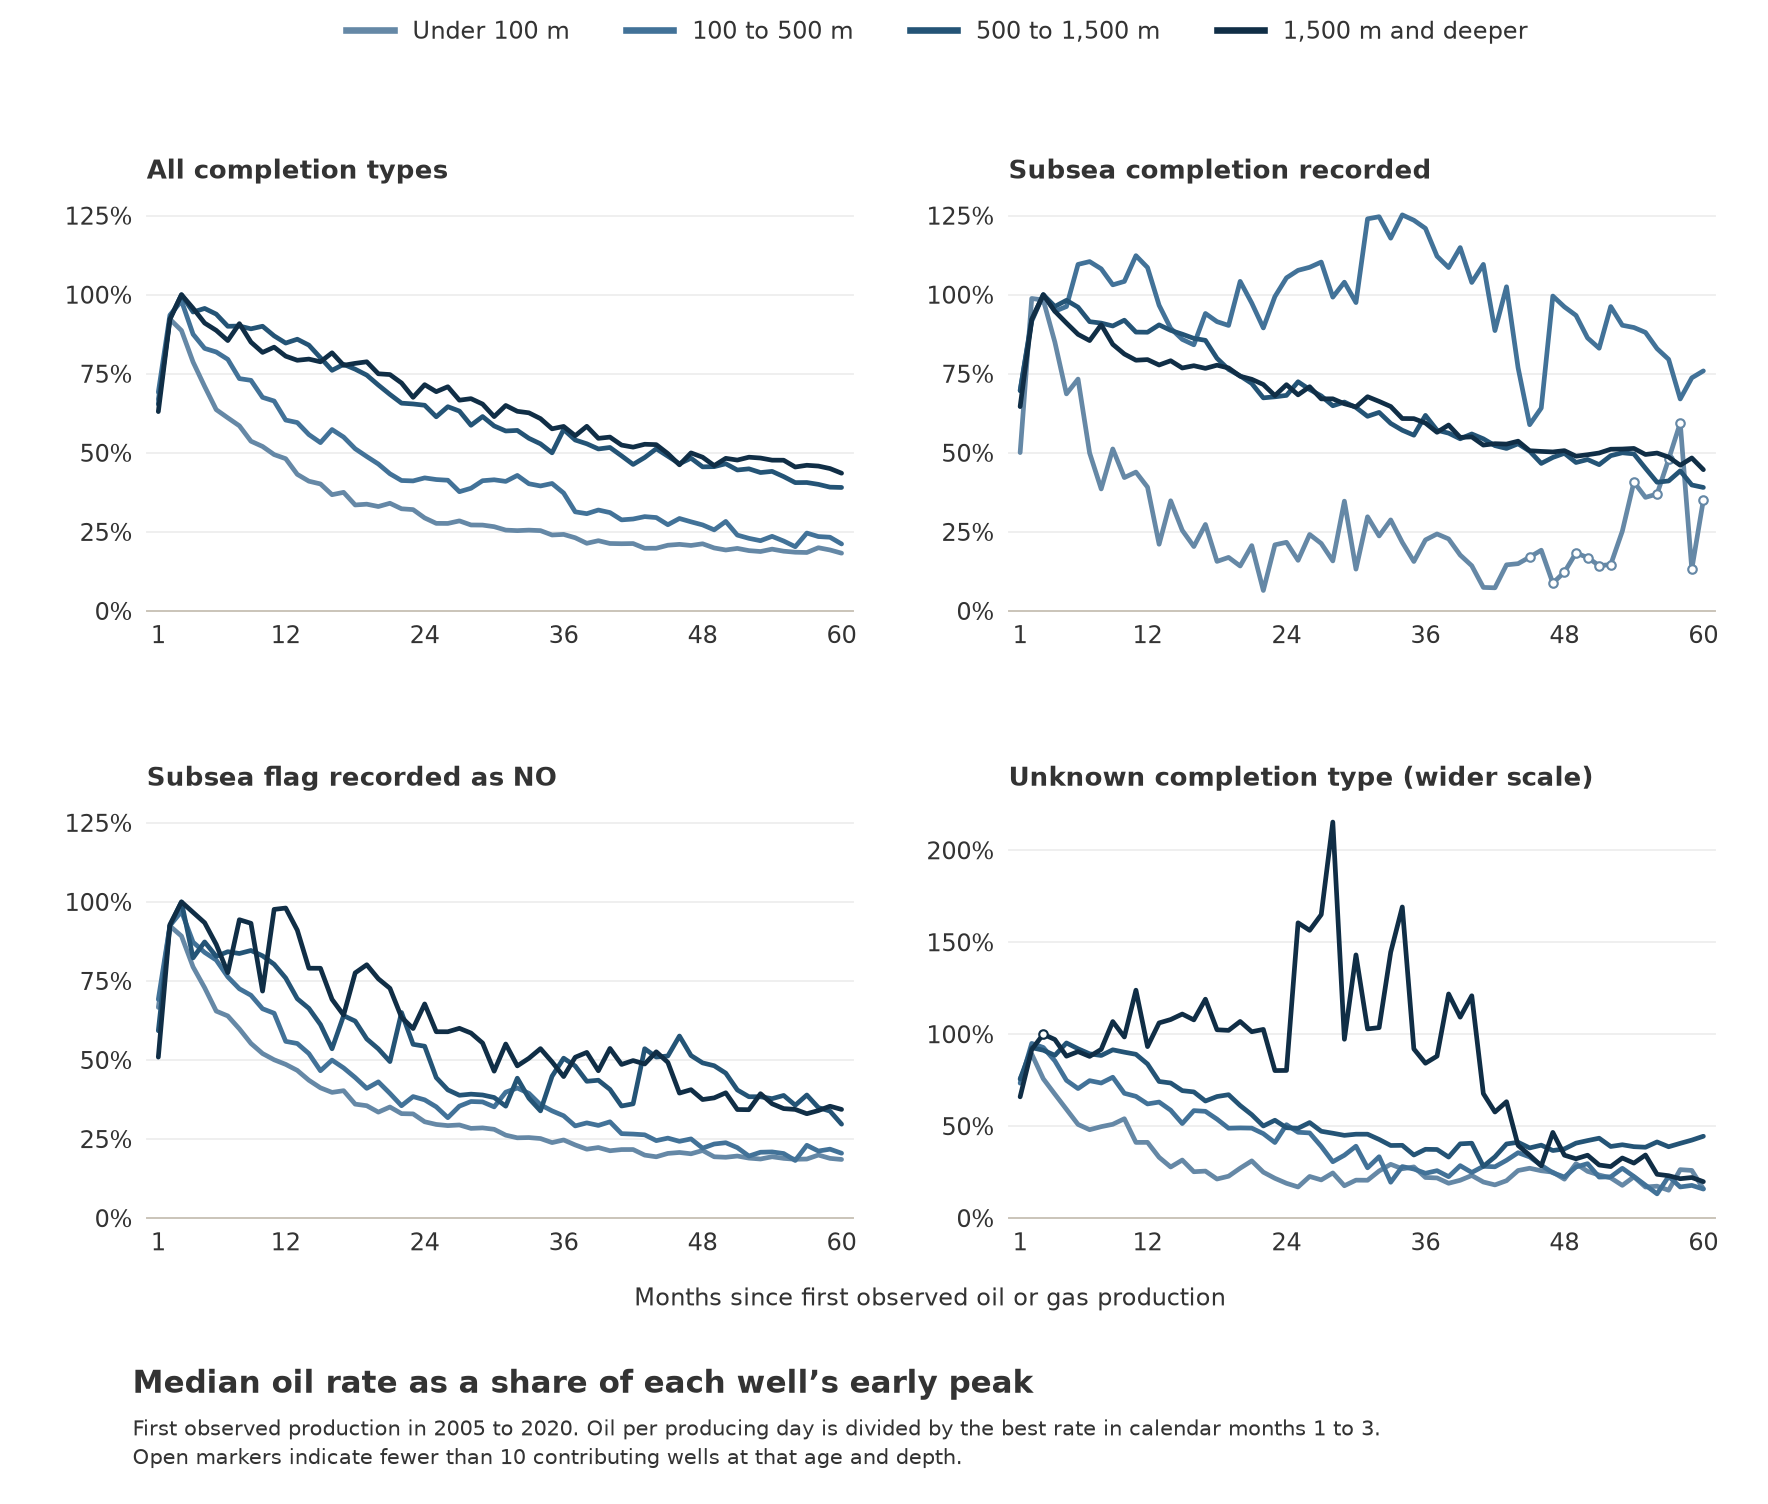 Under 100 m 100 to 500 m 500 to 1,500 m 1,500 m and deeper
All completion types
125%
100%
75%
50%
25%
0%
1 12 24 36 48 60
Subsea completion recorded
125%
100%
75%
50%
25%
0%
1 12 24 36 48 60
Subsea flag recorded as NO
125%
100%
75%
50%
25%
0%
1 12 24 36 48 60
Unknown completion type (wider scale)
200%
150%
100%
50%
0%
1 12 24 36 48 60
Months since first observed oil or gas production
Median oil rate as a share of each well’s early peak
First observed production in 2005 to 2020. Oil per producing day is divided by the best rate in calendar months 1 to 3.
Open markers indicate fewer than 10 contributing wells at that age and depth.